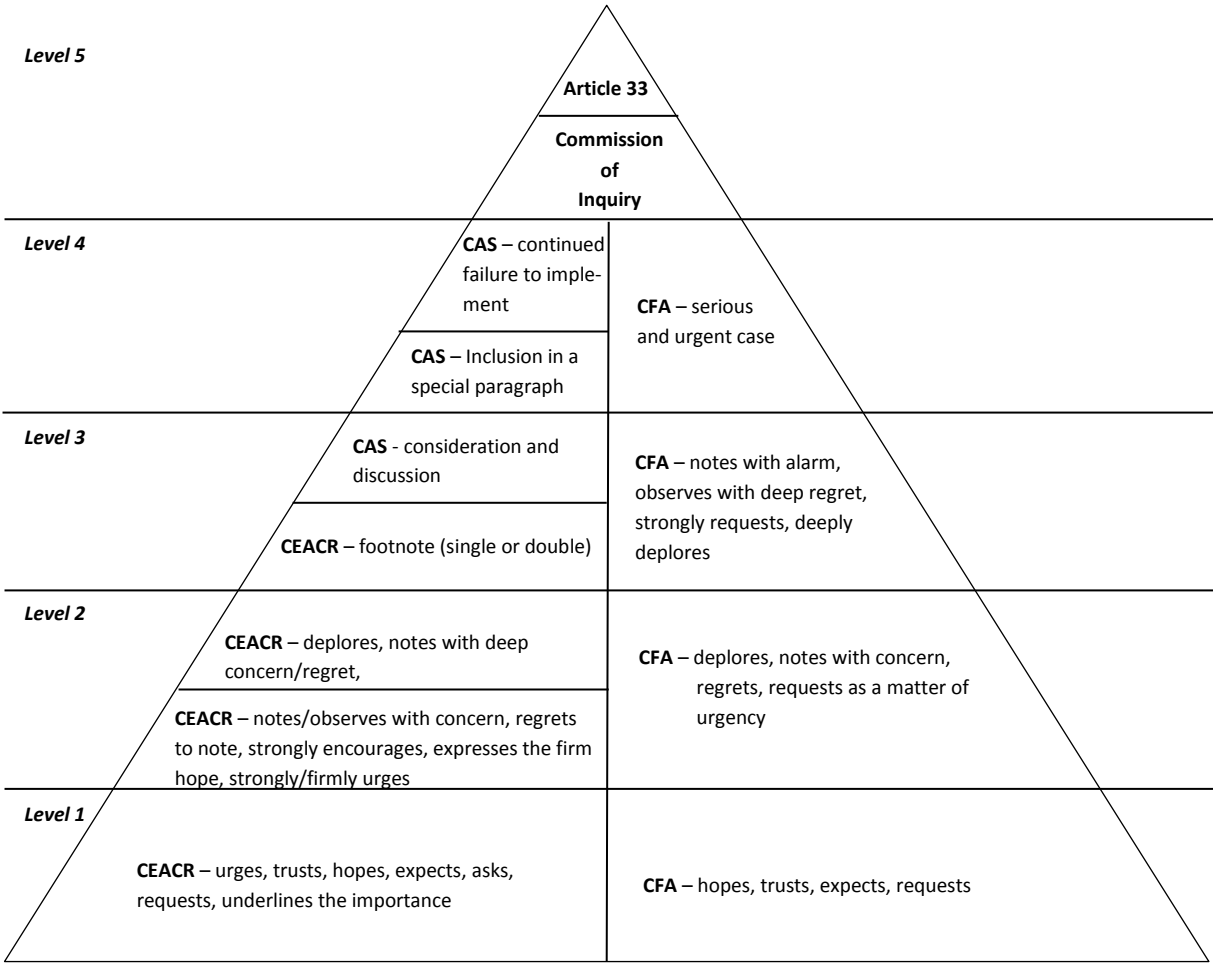 Level 5
Article 33
Commission
of
Inquiry
Level 4
CAS – continued
failure to imple-
ment
CAS – Inclusion in a
special paragraph
CFA – serious
and urgent case
Level 3
CAS - consideration and
discussion
CEACR – footnote (single or double)
CFA – notes with alarm,
observes with deep regret,
strongly requests, deeply
deplores
Level 2
CEACR – deplores, notes with deep
concern/regret,
CEACR – notes/observes with concern, regrets
to note, strongly encourages, expresses the firm
hope, strongly/firmly urges
CFA – deplores, notes with concern,
regrets, requests as a matter of
urgency
Level 1
CEACR – urges, trusts, hopes, expects, asks,
requests, underlines the importance
CFA – hopes, trusts, expects, requests